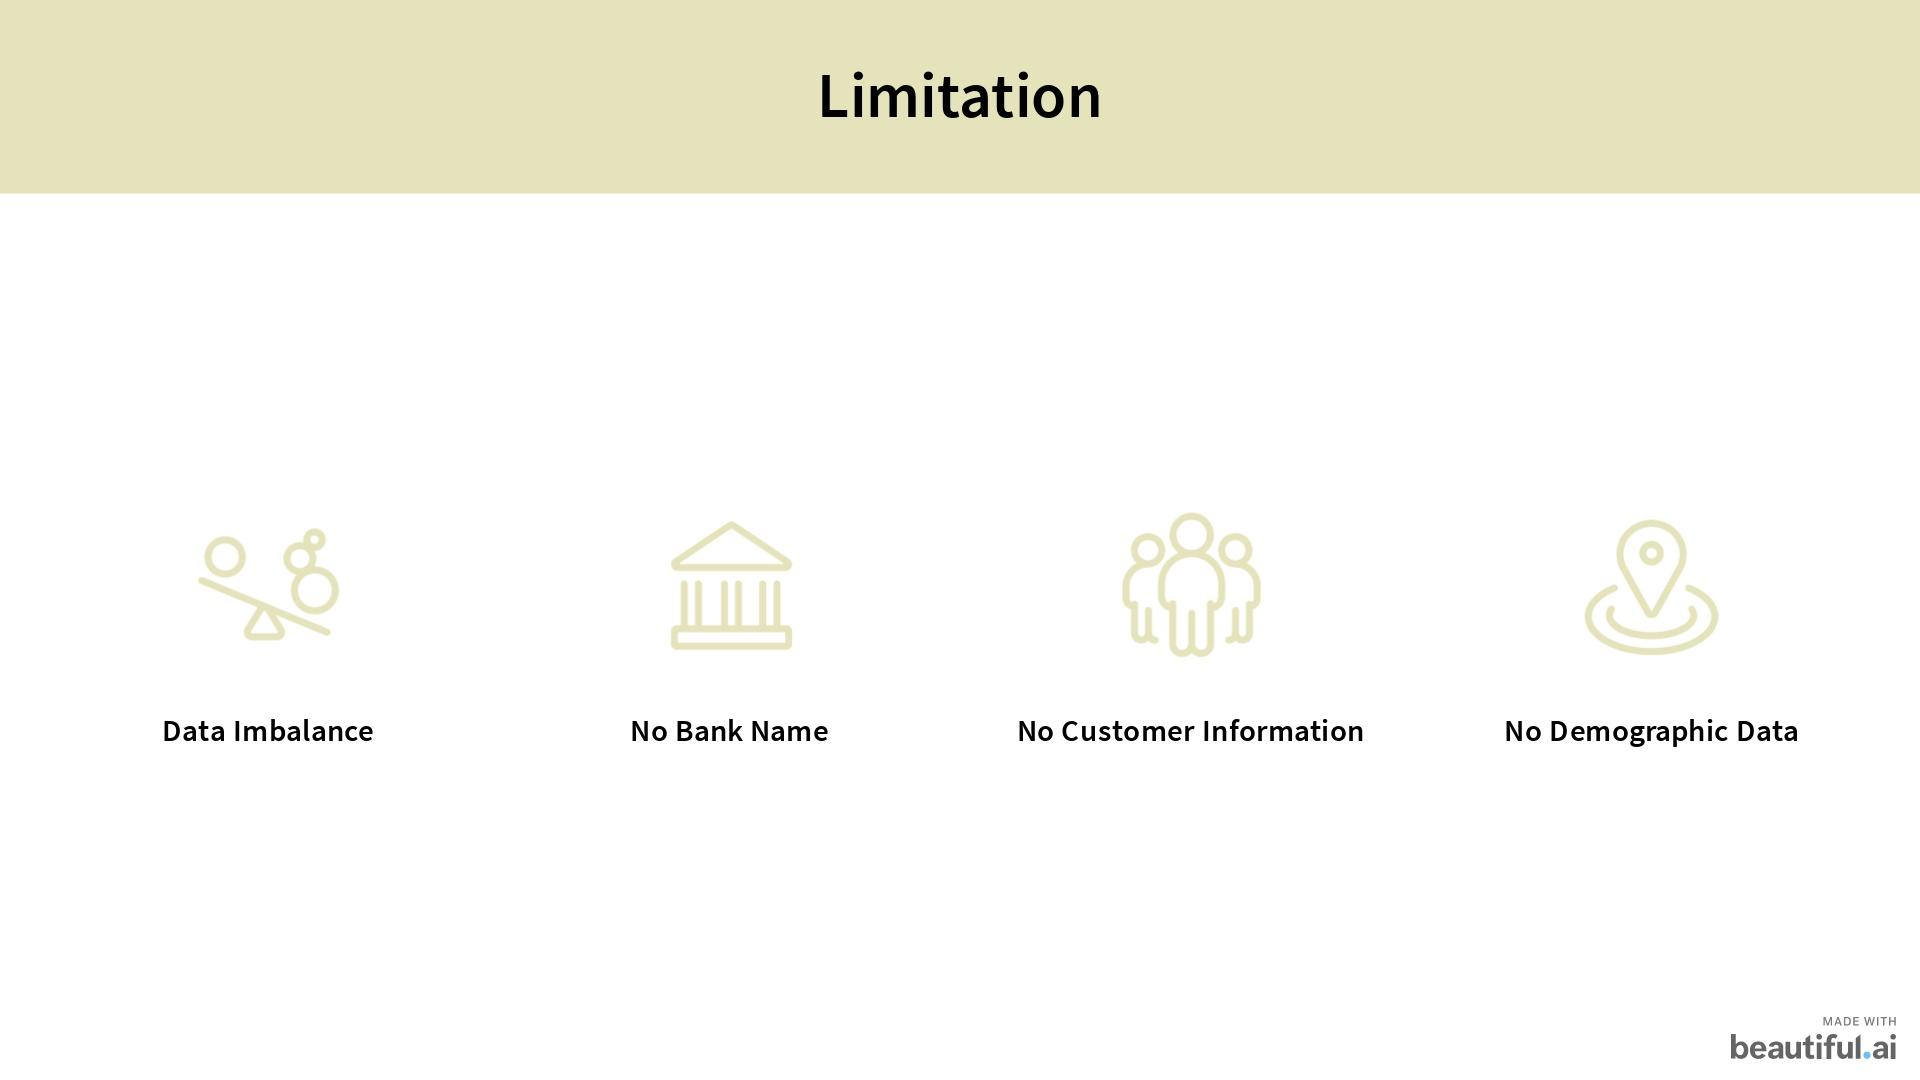 Limitation
Data Imbalance
No Bank Name
No Customer Information
No Demographic Data
MADE WITH
beautiful.ai